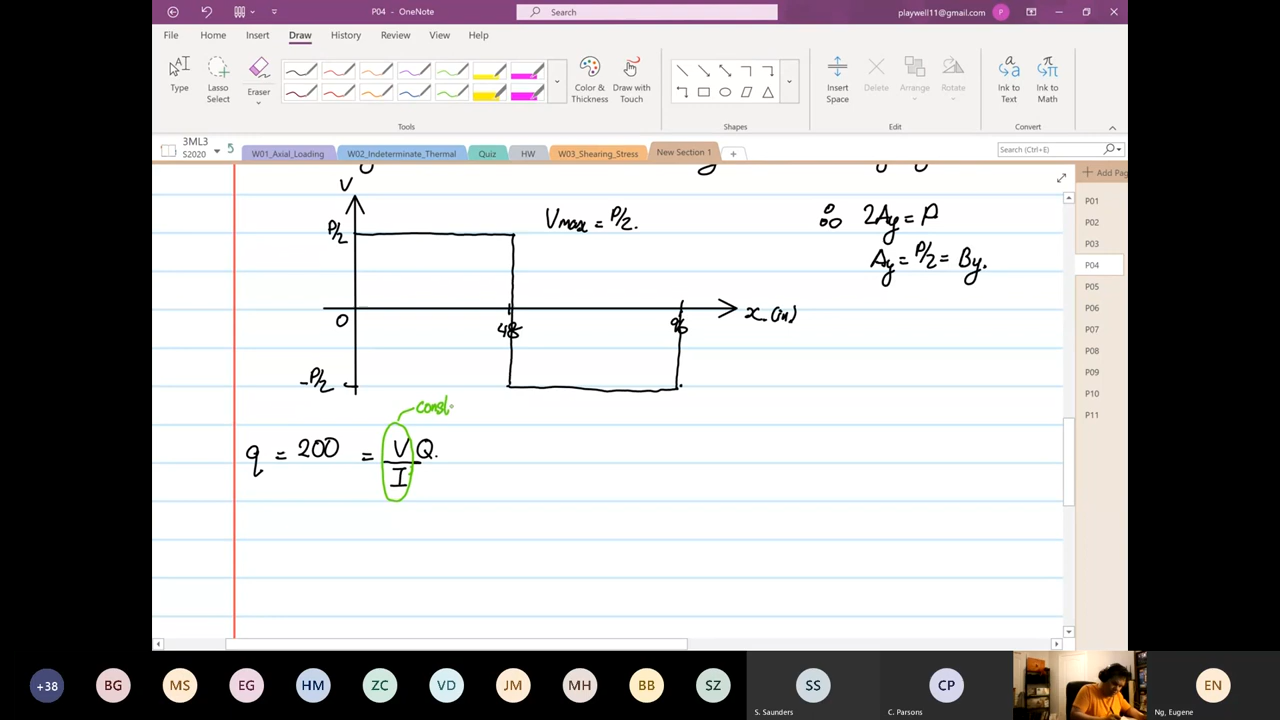 P04 - OneNote
Search
playwell11@gmail.com
P
File
Home
Insert
Draw
History
Review
View
Help
Type
Lasso Select
Eraser
Color & Thickness
Draw with Touch
Insert Space
Delete
Arrange
Rotate
Ink to Text
Ink to Math
Tools
Shapes
Edit
Convert
3ML3 S2020
W01_Axial_Loading
W02_Indeterminate_Thermal
Quiz
HW
W03_Shearing_Stress
New Section 1
Search (Ctrl+E)
Add Pag
P01
P02
P03
P04
P05
P06
P07
P08
P09
P10
P11
V
P/2
Vmax = P/2.
∴ 2Ay = P
Ay = P/2 = By.
0
48
96
x (in)
-P/2
const
q = 200 = V/I Q.
+38
BG
MS
EG
HM
ZC
VD
JM
MH
BB
SZ
SS
S. Saunders
CP
C. Parsons
EN
Ng, Eugene